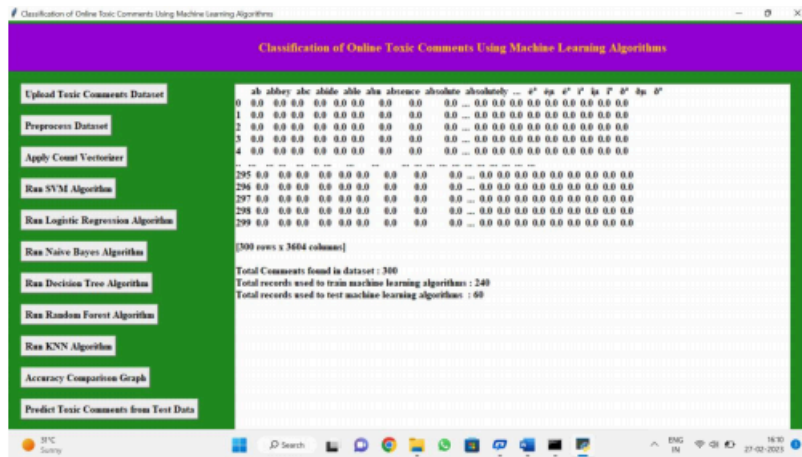 Classification of Online Toxic Comments Using Machine Learning Algorithms
Classification of Online Toxic Comments Using Machine Learning Algorithms
Upload Toxic Comments Dataset
Preprocess Dataset
Apply Count Vectorizer
Run SVM Algorithm
Run Logistic Regression Algorithm
Run Naive Bayes Algorithm
Run Decision Tree Algorithm
Run Random Forest Algorithm
Run KNN Algorithm
Accuracy Comparison Graph
Predict Toxic Comments from Test Data
ab abbey abc abide able abn absence absolute absolutely ...
0 0.0 0.0 0.0 0.0 0.0 0.0 0.0 0.0 0.0 ... 0.0 0.0 0.0 0.0 0.0 0.0 0.0 0.0 0.0
1 0.0 0.0 0.0 0.0 0.0 0.0 0.0 0.0 0.0 ... 0.0 0.0 0.0 0.0 0.0 0.0 0.0 0.0 0.0
2 0.0 0.0 0.0 0.0 0.0 0.0 0.0 0.0 0.0 ... 0.0 0.0 0.0 0.0 0.0 0.0 0.0 0.0 0.0
3 0.0 0.0 0.0 0.0 0.0 0.0 0.0 0.0 0.0 ... 0.0 0.0 0.0 0.0 0.0 0.0 0.0 0.0 0.0
4 0.0 0.0 0.0 0.0 0.0 0.0 0.0 0.0 0.0 ... 0.0 0.0 0.0 0.0 0.0 0.0 0.0 0.0 0.0
.. ... ... ... ... ... ... ... ... ... ... ... ... ... ... ... ... ... ... ...
295 0.0 0.0 0.0 0.0 0.0 0.0 0.0 0.0 0.0 ... 0.0 0.0 0.0 0.0 0.0 0.0 0.0 0.0 0.0
296 0.0 0.0 0.0 0.0 0.0 0.0 0.0 0.0 0.0 ... 0.0 0.0 0.0 0.0 0.0 0.0 0.0 0.0 0.0
297 0.0 0.0 0.0 0.0 0.0 0.0 0.0 0.0 0.0 ... 0.0 0.0 0.0 0.0 0.0 0.0 0.0 0.0 0.0
298 0.0 0.0 0.0 0.0 0.0 0.0 0.0 0.0 0.0 ... 0.0 0.0 0.0 0.0 0.0 0.0 0.0 0.0 0.0
299 0.0 0.0 0.0 0.0 0.0 0.0 0.0 0.0 0.0 ... 0.0 0.0 0.0 0.0 0.0 0.0 0.0 0.0 0.0
[300 rows x 3604 columns]
Total Comments found in dataset : 300
Total records used to train machine learning algorithms : 240
Total records used to test machine learning algorithms : 60
31°C
Sunny
Search
ENG
IN
16:10
27-02-2023